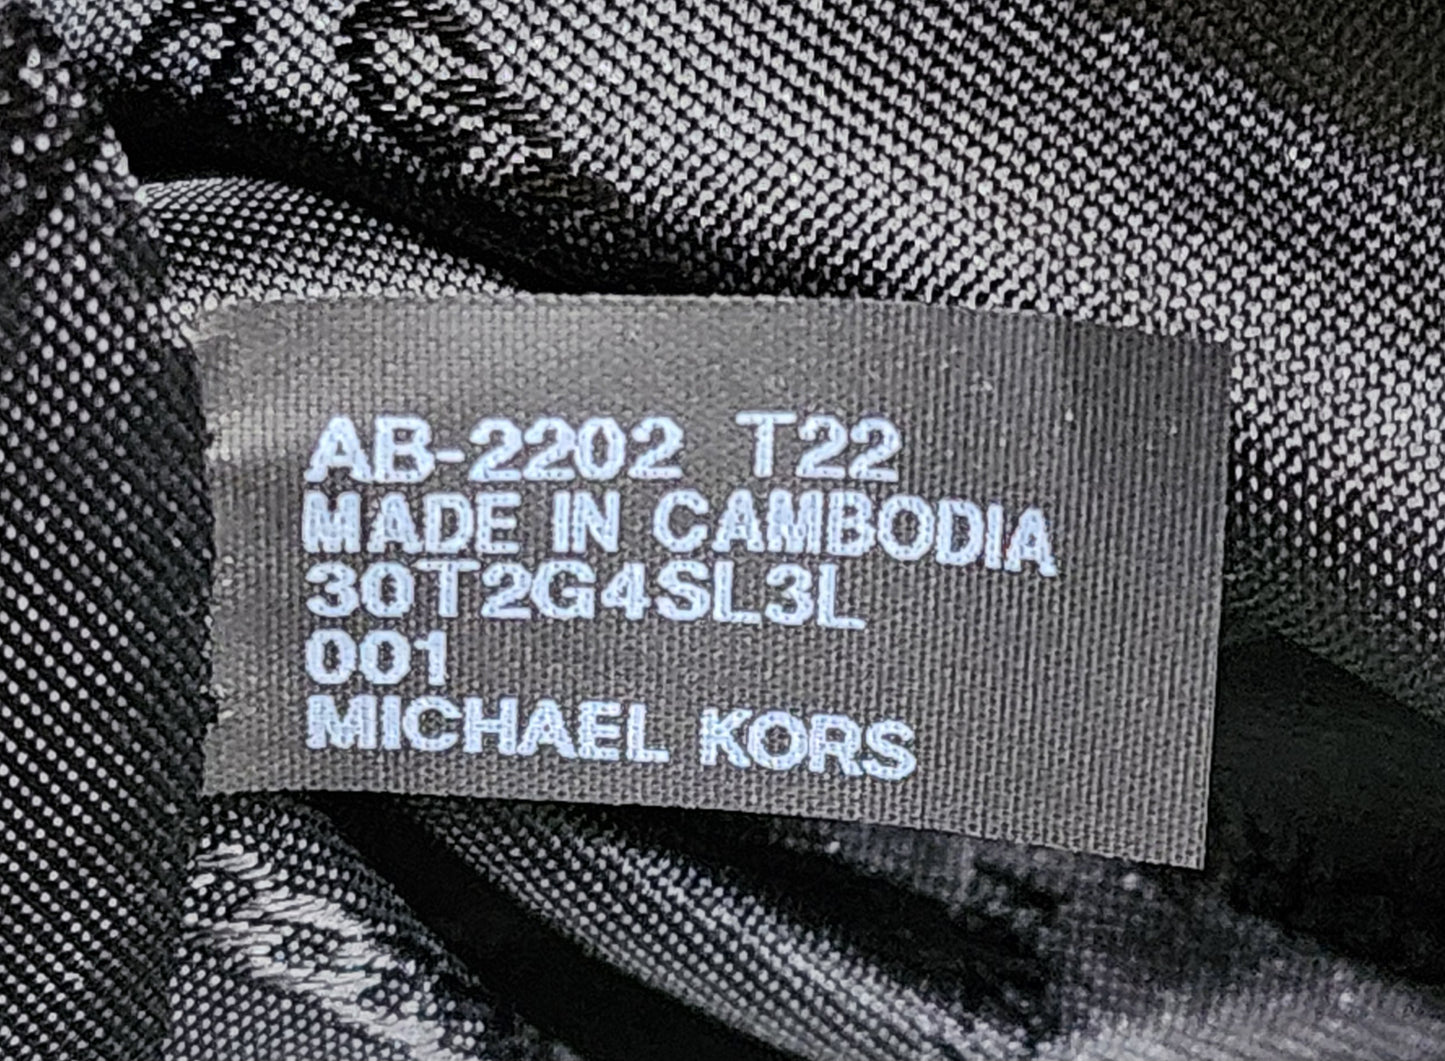 AB-2202 T22
MADE IN CAMBODIA
30T2G4SL3L
001
MICHAEL KORS